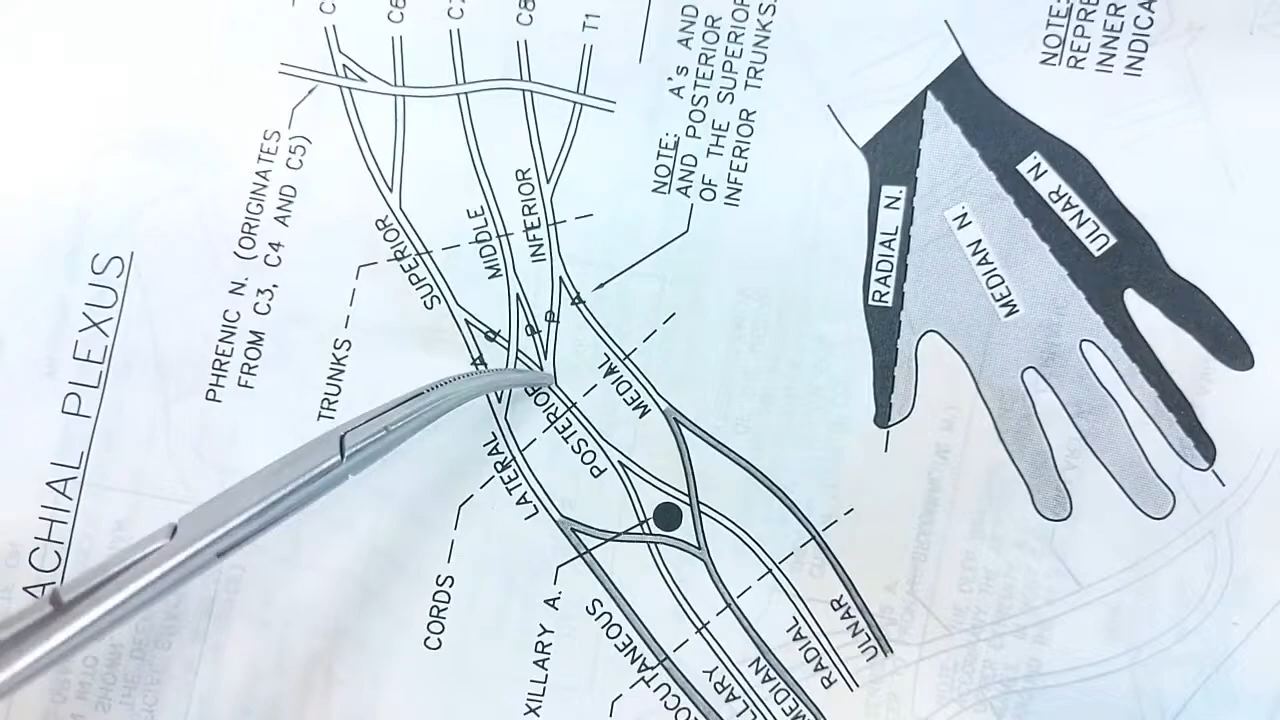 ACHIAL PLEXUS
PHRENIC N. (ORIGINATES
FROM C3, C4 AND C5)
TRUNKS
CORDS
C6
C8
T1
SUPERIOR
MIDDLE
INFERIOR
A
P
P
P
A
LATERAL
POSTERIOR
MEDIAL
XILLARY A.
OCUTANEOUS
LLARY
MEDIAN
RADIAL
ULNAR
NOTE: A's AND
AND POSTERIOR
OF THE SUPERIOR
INFERIOR TRUNKS.
RADIAL N.
MEDIAN N.
ULNAR N.
NOTE:
REPRE
INNER
INDICA